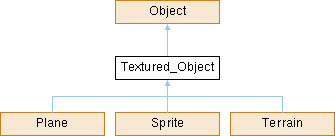 Object
Textured_Object
Plane
Sprite
Terrain